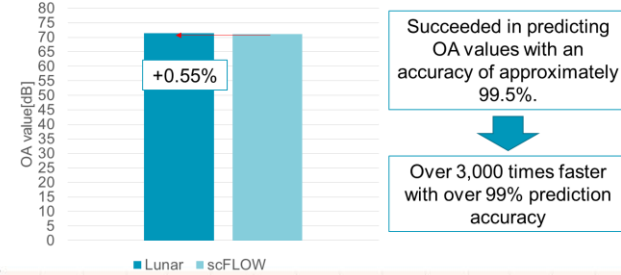 80
75
70
65
60
55
50
45
40
35
30
25
20
15
10
5
0
OA value[dB]
+0.55%
Lunar
scFLOW
Succeeded in predicting
OA values with an
accuracy of approximately
99.5%.
Over 3,000 times faster
with over 99% prediction
accuracy